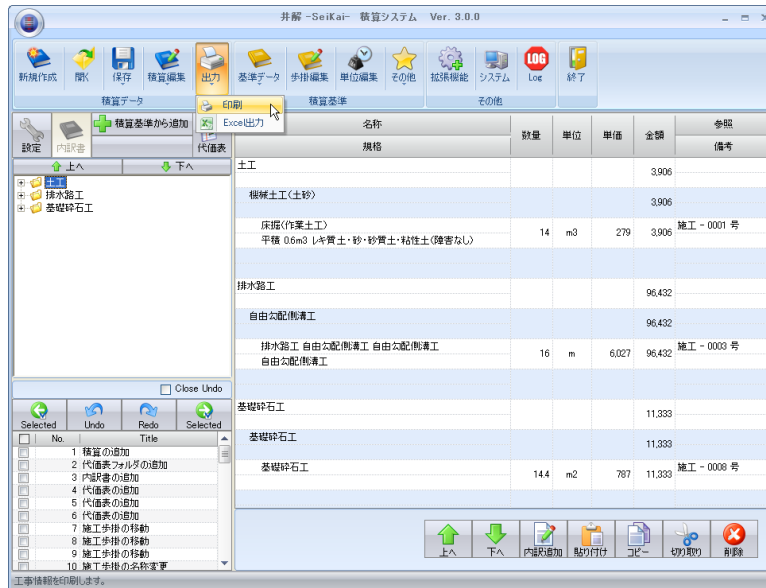 井解 -SeiKai- 積算システム Ver. 3.0.0
新規作成 開く 保存 積算編集 出力 基準データ 歩掛編集 単位編集 その他 拡張機能 システム Log 終了
LOG
積算データ 積算基準 その他
印刷
Excel出力
設定 内訳書 積算基準から追加 代価表
上へ 下へ
土工
排水路工
基礎砕石工
名称 数量 単位 単価 金額 参照
規格 備考
土工
3,906
機械土工(土砂)
3,906
床掘(作業土工) 14 m3 279 3,906 施工 - 0001 号
平積 0.6m3 レキ質土・砂・砂質土・粘性土(障害なし)
排水路工
96,432
自由勾配側溝工
96,432
排水路工 自由勾配側溝工 自由勾配側溝工 16 m 6,027 96,432 施工 - 0003 号
自由勾配側溝工
基礎砕石工
11,333
基礎砕石工
11,333
基礎砕石工 14.4 m2 787 11,333 施工 - 0008 号
Close Undo
Selected Undo Redo Selected
No. Title
1 積算の追加
2 代価表フォルダの追加
3 内訳書の追加
4 代価表の追加
5 代価表の追加
6 代価表の追加
7 施工歩掛の移動
8 施工歩掛の移動
9 施工歩掛の移動
10 施工歩掛の名称変更
上へ 下へ 内訳追加 貼り付け コピー 切り取り 削除
工事情報を印刷します。